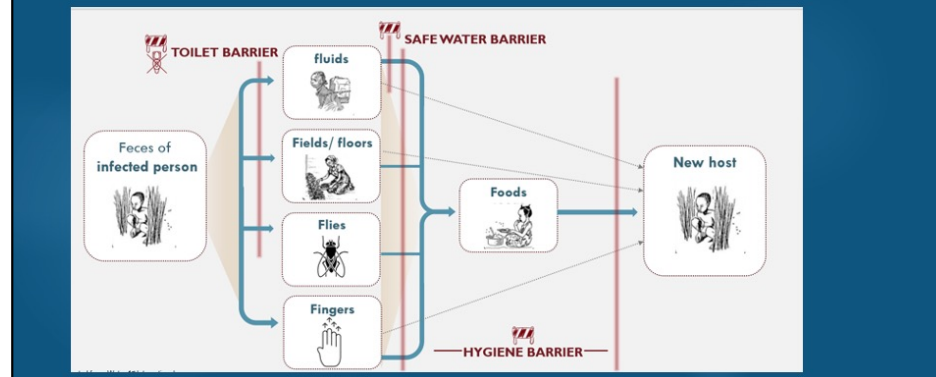 TOILET BARRIER
SAFE WATER BARRIER
fluids
Feces of
infected person
Fields/ floors
Flies
Fingers
Foods
New host
HYGIENE BARRIER